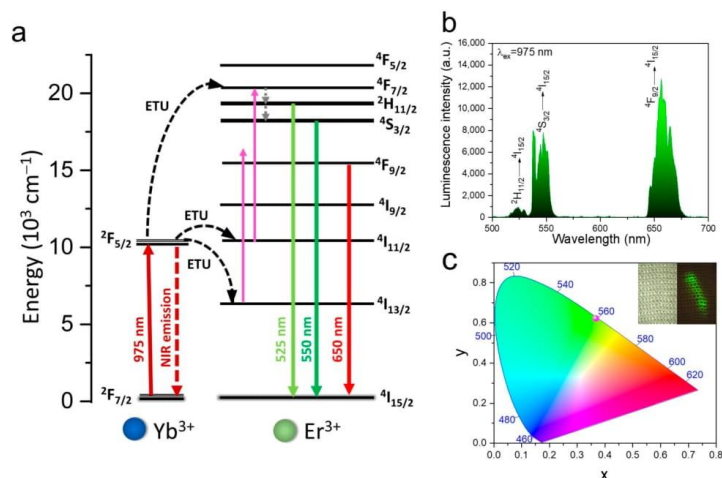 a
Energy (10³ cm⁻¹)
20
15
10
5
0
⁴F₅/₂
⁴F₇/₂
²H₁₁/₂
⁴S₃/₂
⁴F₉/₂
⁴I₉/₂
⁴I₁₁/₂
⁴I₁₃/₂
⁴I₁₅/₂
²F₅/₂
²F₇/₂
ETU
ETU
ETU
975 nm
NIR emission
525 nm
550 nm
650 nm
Yb³⁺
Er³⁺
b
λₑₓ=975 nm
Luminescence intensity (a.u.)
16,000
14,000
12,000
10,000
8,000
6,000
4,000
2,000
0
²H₁₁/₂ → ⁴I₁₅/₂
⁴S₃/₂ → ⁴I₁₅/₂
⁴F₉/₂ → ⁴I₁₅/₂
500 550 600 650 700
Wavelength (nm)
c
y
0.8
0.6
0.4
0.2
0.0
520
540
560
580
600
620
500
480
460
0.0 0.1 0.2 0.3 0.4 0.5 0.6 0.7 0.8
x